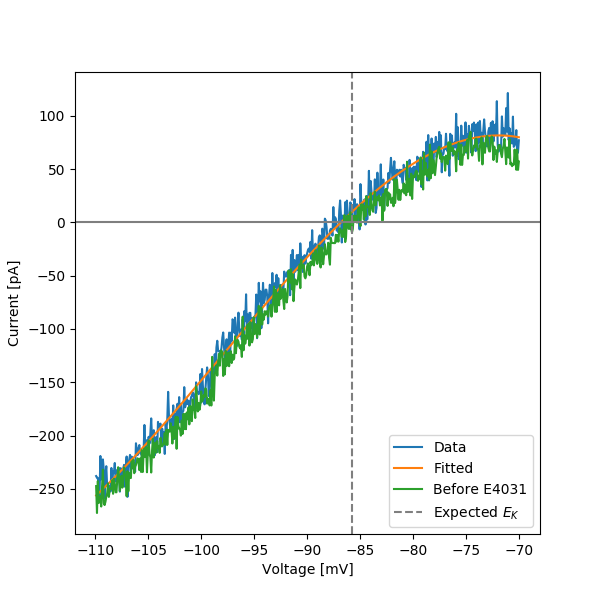 100
50
0
−50
−100
−150
−200
−250
Current [pA]
−110 −105 −100 −95 −90 −85 −80 −75 −70
Voltage [mV]
Data
Fitted
Before E4031
Expected $E_K$